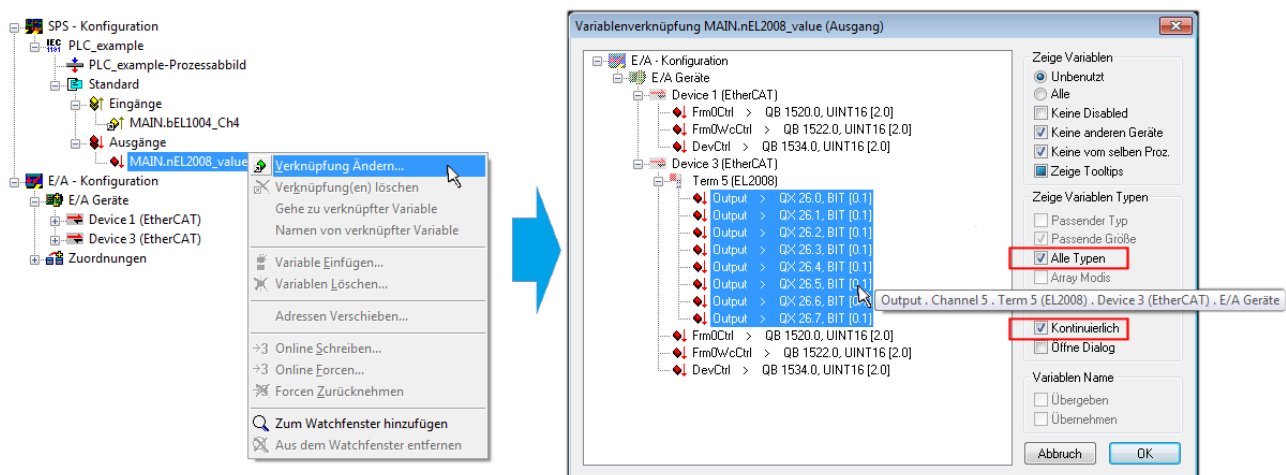 SPS - Konfiguration
IEC 1131 PLC_example
PLC_example-Prozessabbild
Standard
Eingänge
MAIN.bEL1004_Ch4
Ausgänge
MAIN.nEL2008_value
E/A - Konfiguration
E/A Geräte
Device 1 (EtherCAT)
Device 3 (EtherCAT)
Zuordnungen
Verknüpfung Ändern...
Verknüpfung(en) löschen
Gehe zu verknüpfter Variable
Namen von verknüpfter Variable
Variable Einfügen...
Variablen Löschen...
Adressen Verschieben...
Online Schreiben...
Online Forcen...
Forcen Zurücknehmen
Zum Watchfenster hinzufügen
Aus dem Watchfenster entfernen
Variablenverknüpfung MAIN.nEL2008_value (Ausgang)
E/A - Konfiguration
E/A Geräte
Device 1 (EtherCAT)
Frm0Ctrl > QB 1520.0, UINT16 [2.0]
Frm0WcCtrl > QB 1522.0, UINT16 [2.0]
DevCtrl > QB 1534.0, UINT16 [2.0]
Device 3 (EtherCAT)
Term 5 (EL2008)
Output > QX 26.0, BIT [0.1]
Output > QX 26.1, BIT [0.1]
Output > QX 26.2, BIT [0.1]
Output > QX 26.3, BIT [0.1]
Output > QX 26.4, BIT [0.1]
Output > QX 26.5, BIT [0.1]
Output > QX 26.6, BIT [0.1]
Output > QX 26.7, BIT [0.1]
Frm0Ctrl > QB 1520.0, UINT16 [2.0]
Frm0WcCtrl > QB 1522.0, UINT16 [2.0]
DevCtrl > QB 1534.0, UINT16 [2.0]
Output . Channel 5 . Term 5 (EL2008) . Device 3 (EtherCAT) . E/A Geräte
Zeige Variablen
Unbenutzt
Alle
Keine Disabled
Keine anderen Geräte
Keine vom selben Proz.
Zeige Tooltips
Zeige Variablen Typen
Passender Typ
Passende Größe
Alle Typen
Array Modis
Kontinuierlich
Öffne Dialog
Variablen Name
Übergeben
Übernehmen
Abbruch
OK